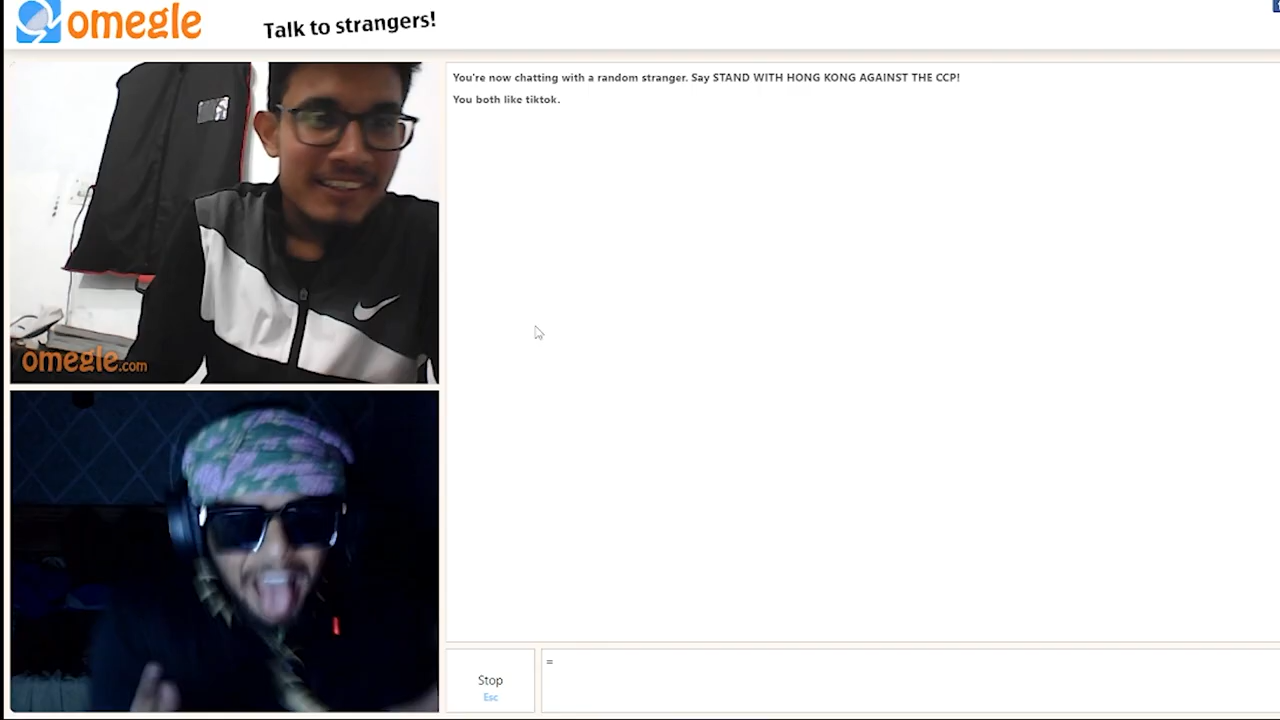 omegle
Talk to strangers!
You're now chatting with a random stranger. Say STAND WITH HONG KONG AGAINST THE CCP!
You both like tiktok.
omegle.com
=
Stop
Esc